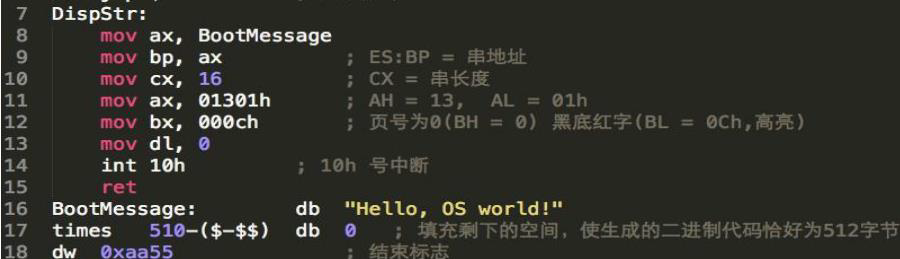 7 DispStr:
8 mov ax, BootMessage
9 mov bp, ax ; ES:BP = 串地址
10 mov cx, 16 ; CX = 串长度
11 mov ax, 01301h ; AH = 13, AL = 01h
12 mov bx, 000ch ; 页号为0(BH = 0) 黑底红字(BL = 0Ch,高亮)
13 mov dl, 0
14 int 10h ; 10h 号中断
15 ret
16 BootMessage: db "Hello, OS world!"
17 times 510-($-$$) db 0 ; 填充剩下的空间，使生成的二进制代码恰好为512字节
18 dw 0xaa55 ; 结束标志